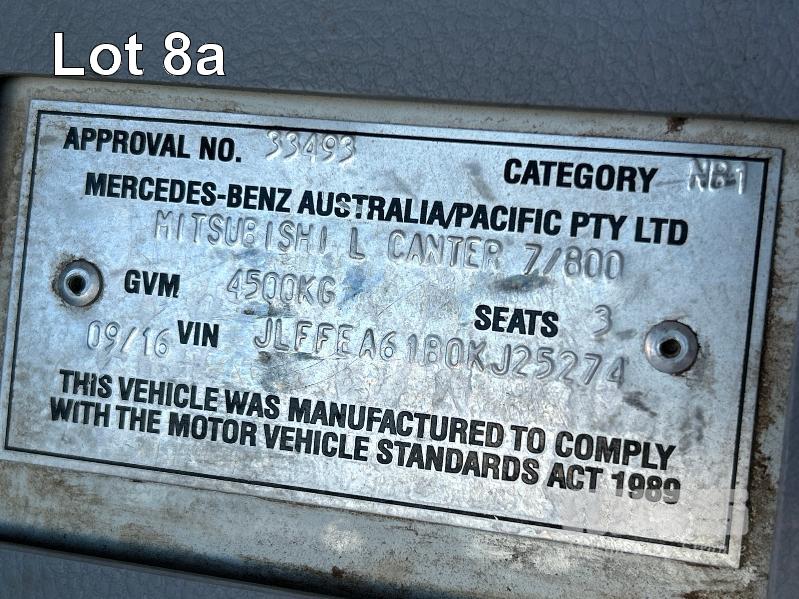 Lot 8a
APPROVAL NO. 33493
CATEGORY NB1
MERCEDES-BENZ AUSTRALIA/PACIFIC PTY LTD
MITSUBISHI L CANTER 7/800
GVM 4500KG
SEATS 3
09/16 VIN JLFFEA61B0KJ25274
THIS VEHICLE WAS MANUFACTURED TO COMPLY
WITH THE MOTOR VEHICLE STANDARDS ACT 1989